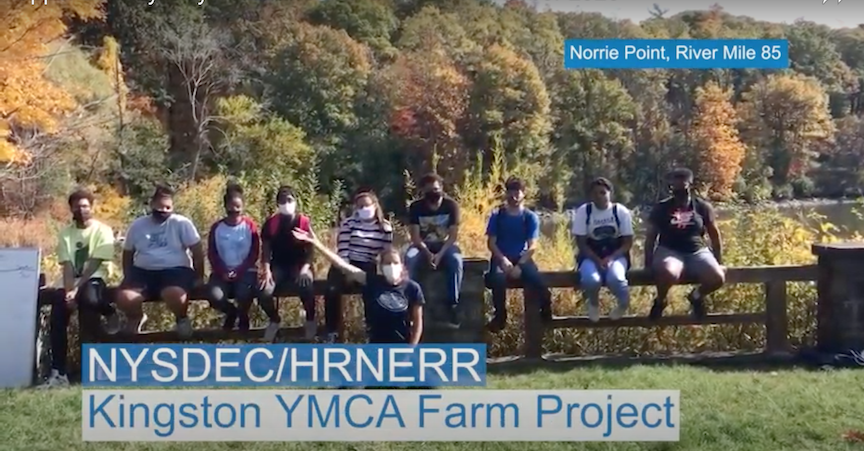 Norrie Point, River Mile 85
NYSDEC/HRNERR
Kingston YMCA Farm Project